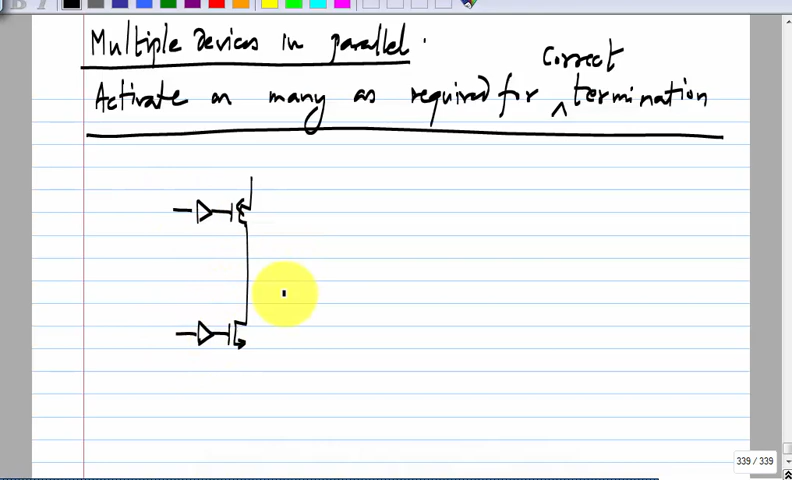 Multiple Devices in parallel.
Correct
Activate as many as required for ^ termination
339 / 339